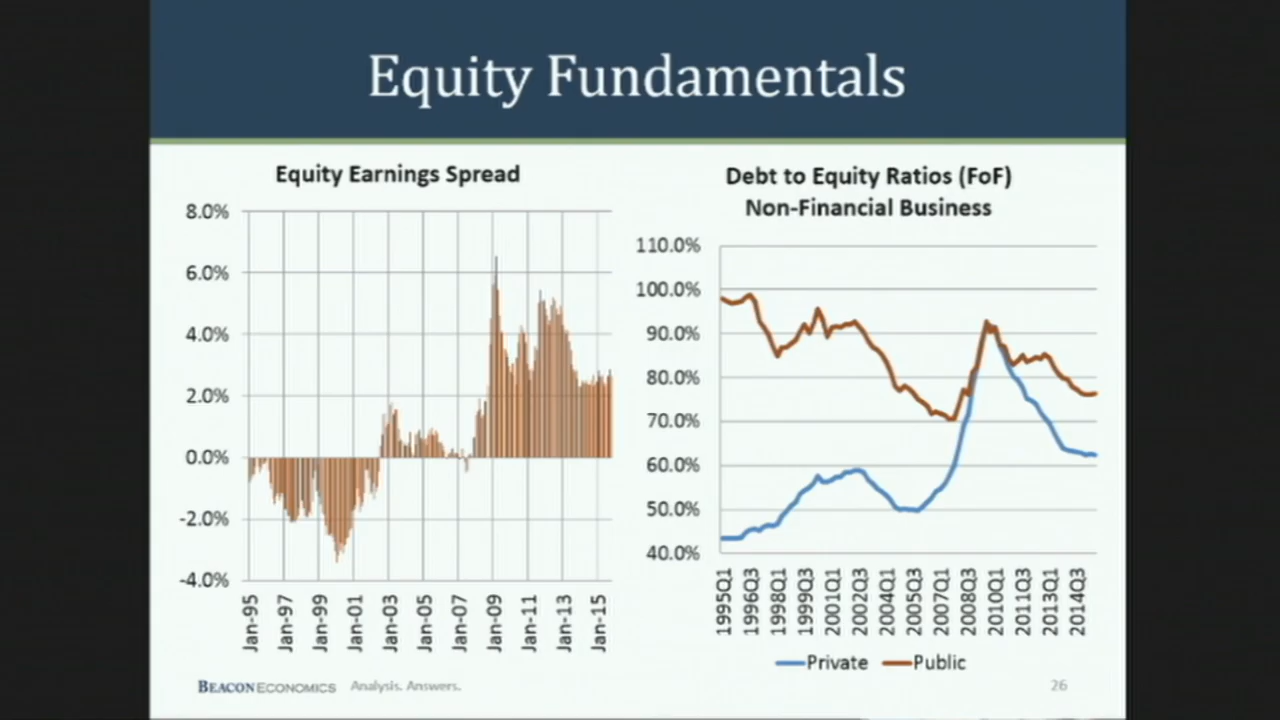 Equity Fundamentals
Equity Earnings Spread
8.0%
6.0%
4.0%
2.0%
0.0%
-2.0%
-4.0%
Jan-95
Jan-97
Jan-99
Jan-01
Jan-03
Jan-05
Jan-07
Jan-09
Jan-11
Jan-13
Jan-15
Debt to Equity Ratios (FoF)
Non-Financial Business
110.0%
100.0%
90.0%
80.0%
70.0%
60.0%
50.0%
40.0%
1995Q1
1996Q3
1998Q1
1999Q3
2001Q1
2002Q3
2004Q1
2005Q3
2007Q1
2008Q3
2010Q1
2011Q3
2013Q1
2014Q3
Private
Public
BEACON ECONOMICS Analysis. Answers.
26